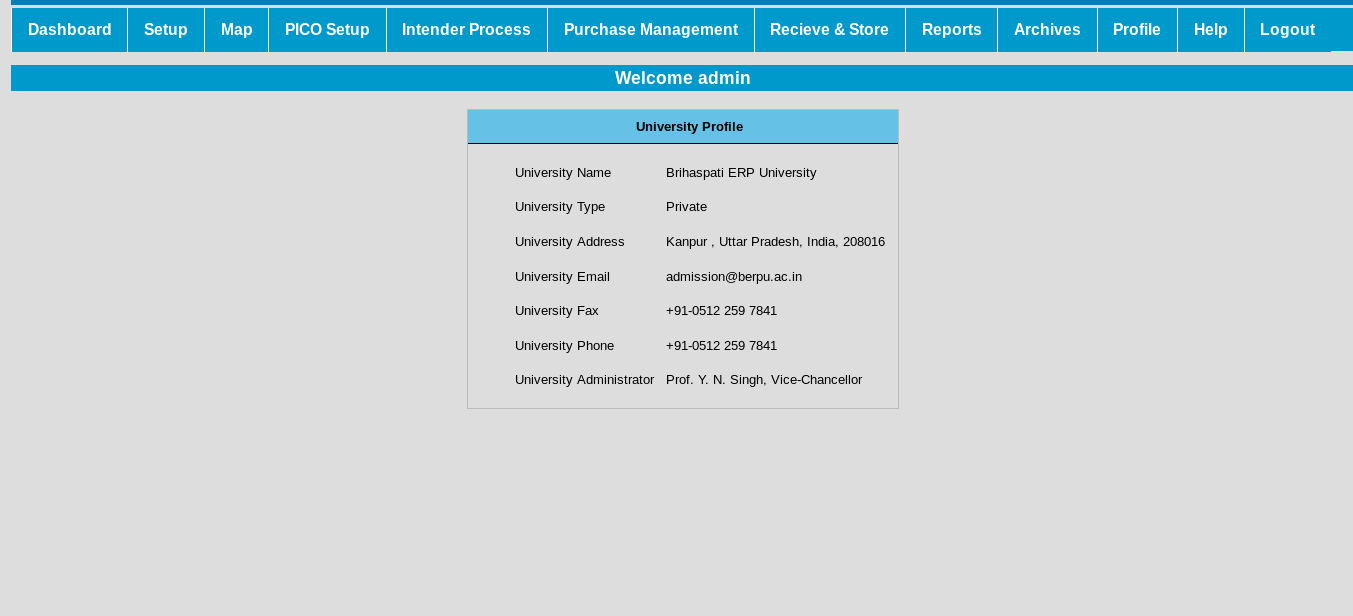 Dashboard Setup Map PICO Setup Intender Process Purchase Management Recieve & Store Reports Archives Profile Help Logout
Welcome admin
University Profile
University Name Brihaspati ERP University
University Type Private
University Address Kanpur , Uttar Pradesh, India, 208016
University Email admission@berpu.ac.in
University Fax +91-0512 259 7841
University Phone +91-0512 259 7841
University Administrator Prof. Y. N. Singh, Vice-Chancellor